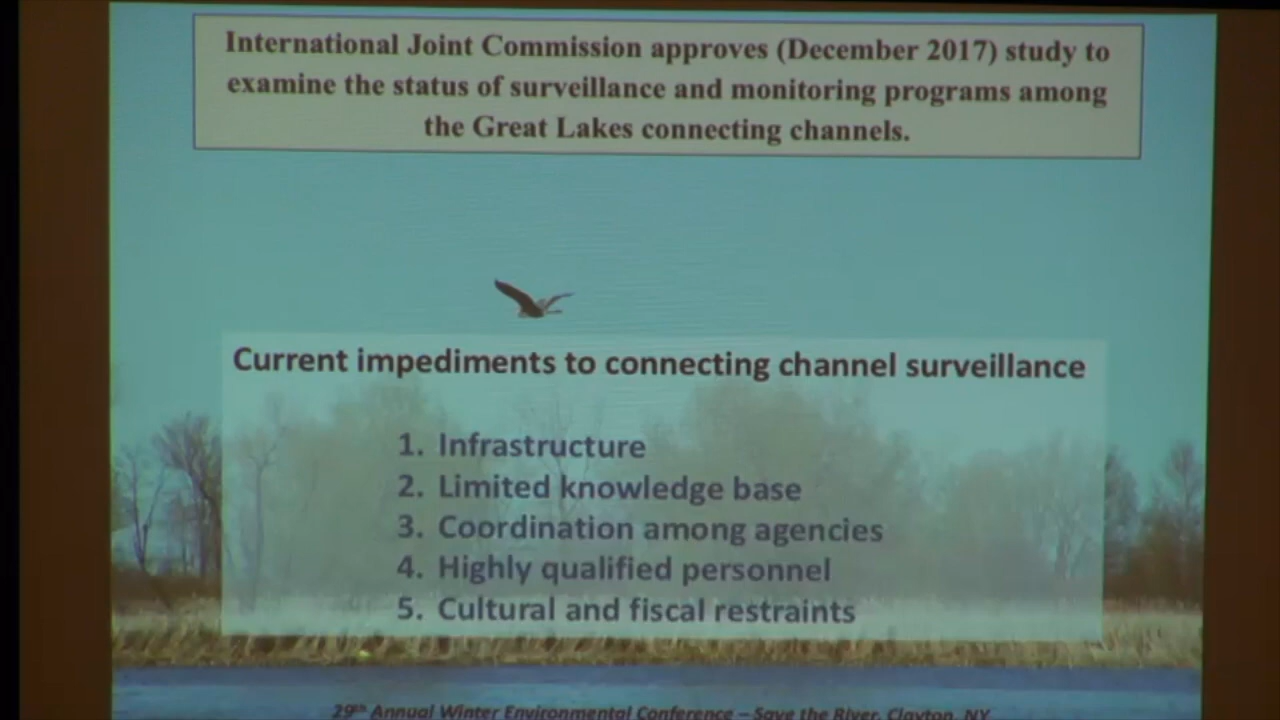 International Joint Commission approves (December 2017) study to
examine the status of surveillance and monitoring programs among
the Great Lakes connecting channels.
Current impediments to connecting channel surveillance
1. Infrastructure
2. Limited knowledge base
3. Coordination among agencies
4. Highly qualified personnel
5. Cultural and fiscal restraints
29th Annual Winter Environmental Conference – Save the River, Clayton, NY